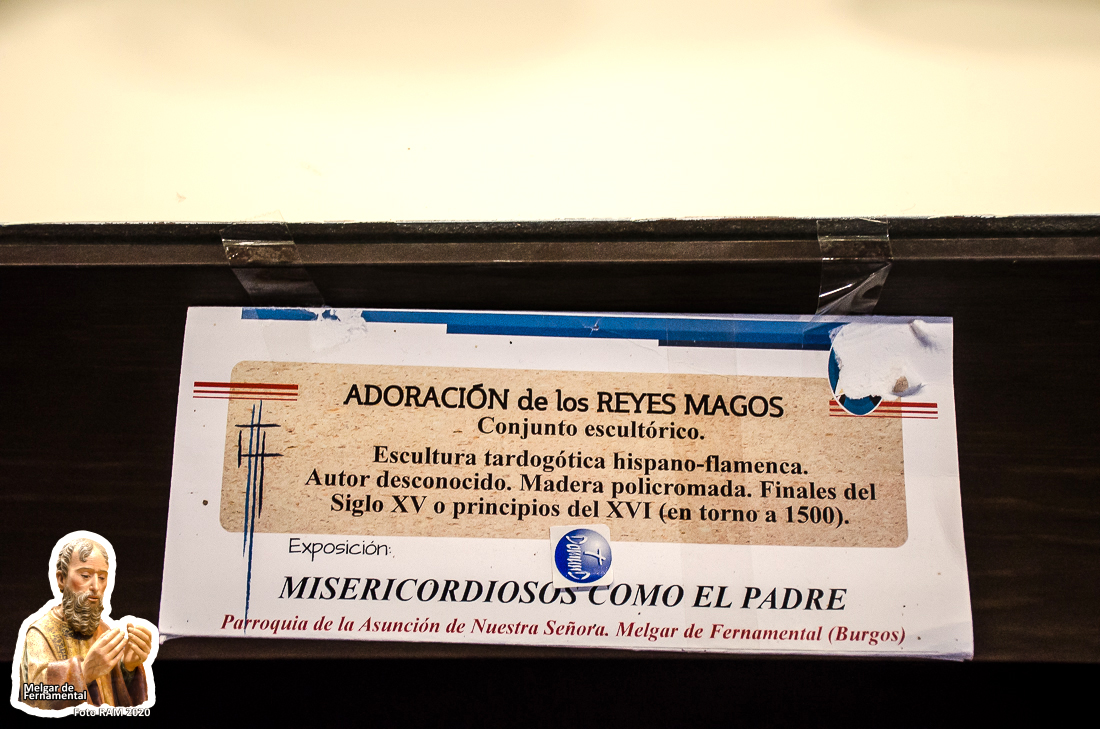 ADORACIÓN de los REYES MAGOS
Conjunto escultórico.
Escultura tardogótica hispano-flamenca.
Autor desconocido. Madera policromada. Finales del
Siglo XV o principios del XVI (en torno a 1500).
Exposición:
MISERICORDIOSOS COMO EL PADRE
Parroquia de la Asunción de Nuestra Señora. Melgar de Fernamental (Burgos)
Melgar de
Fernamental
Foto RAM 2020